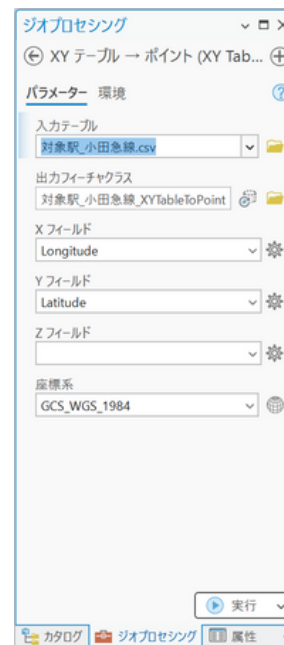 ジオプロセシング
XY テーブル → ポイント (XY Tab...
パラメーター 環境
入力テーブル
対象駅_小田急線.csv
出力フィーチャクラス
対象駅_小田急線_XYTableToPoint
X フィールド
Longitude
Y フィールド
Latitude
Z フィールド
座標系
GCS_WGS_1984
実行
カタログ ジオプロセシング 属性